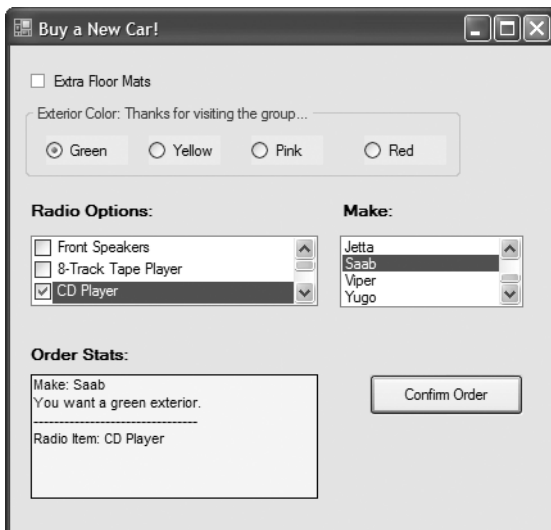 Buy a New Car!
Extra Floor Mats
Exterior Color: Thanks for visiting the group...
Green Yellow Pink Red
Radio Options: Make:
Front Speakers
8-Track Tape Player
CD Player
Jetta
Saab
Viper
Yugo
Order Stats:
Make: Saab
You want a green exterior.
--------------------------------
Radio Item: CD Player
Confirm Order